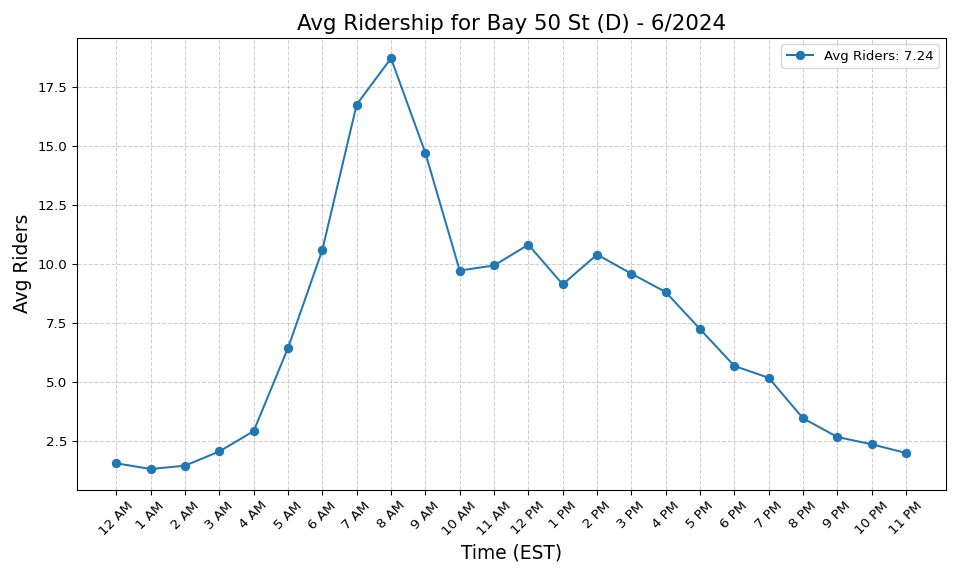 Avg Ridership for Bay 50 St (D) - 6/2024
Avg Riders: 7.24
Avg Riders
17.5
15.0
12.5
10.0
7.5
5.0
2.5
12 AM
1 AM
2 AM
3 AM
4 AM
5 AM
6 AM
7 AM
8 AM
9 AM
10 AM
11 AM
12 PM
1 PM
2 PM
3 PM
4 PM
5 PM
6 PM
7 PM
8 PM
9 PM
10 PM
11 PM
Time (EST)